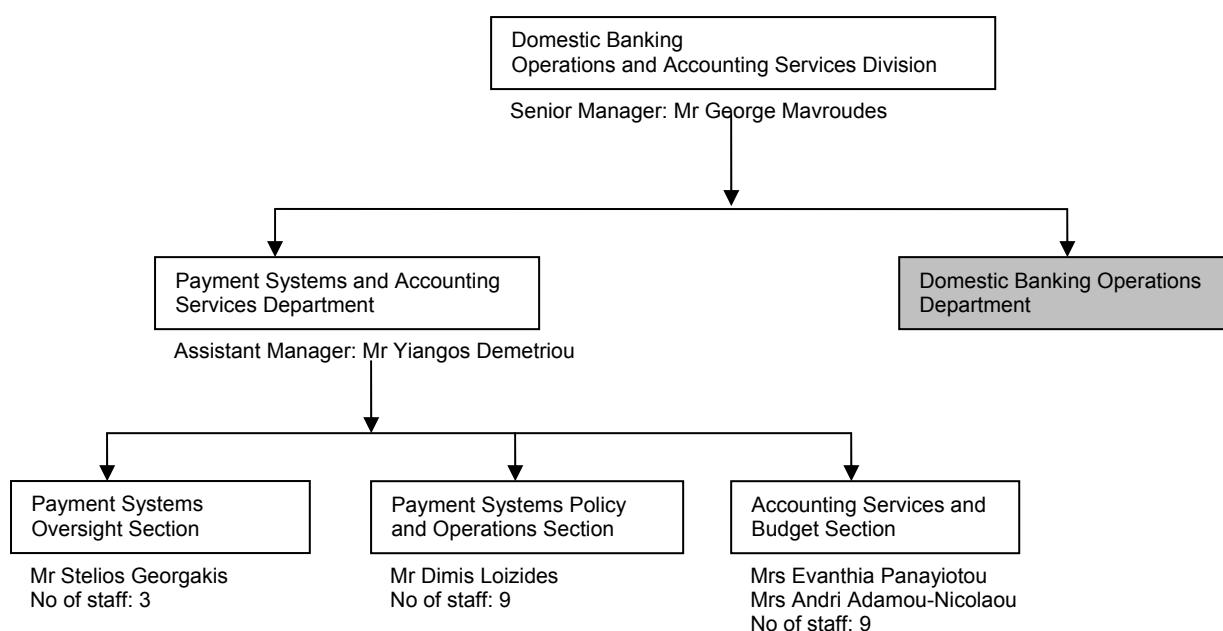 Domestic Banking
Operations and Accounting Services Division
Senior Manager: Mr George Mavroudes
Payment Systems and Accounting
Services Department
Assistant Manager: Mr Yiangos Demetriou
Domestic Banking Operations
Department
Payment Systems
Oversight Section
Mr Stelios Georgakis
No of staff: 3
Payment Systems Policy
and Operations Section
Mr Dimis Loizides
No of staff: 9
Accounting Services and
Budget Section
Mrs Evanthia Panayiotou
Mrs Andri Adamou-Nicolaou
No of staff: 9